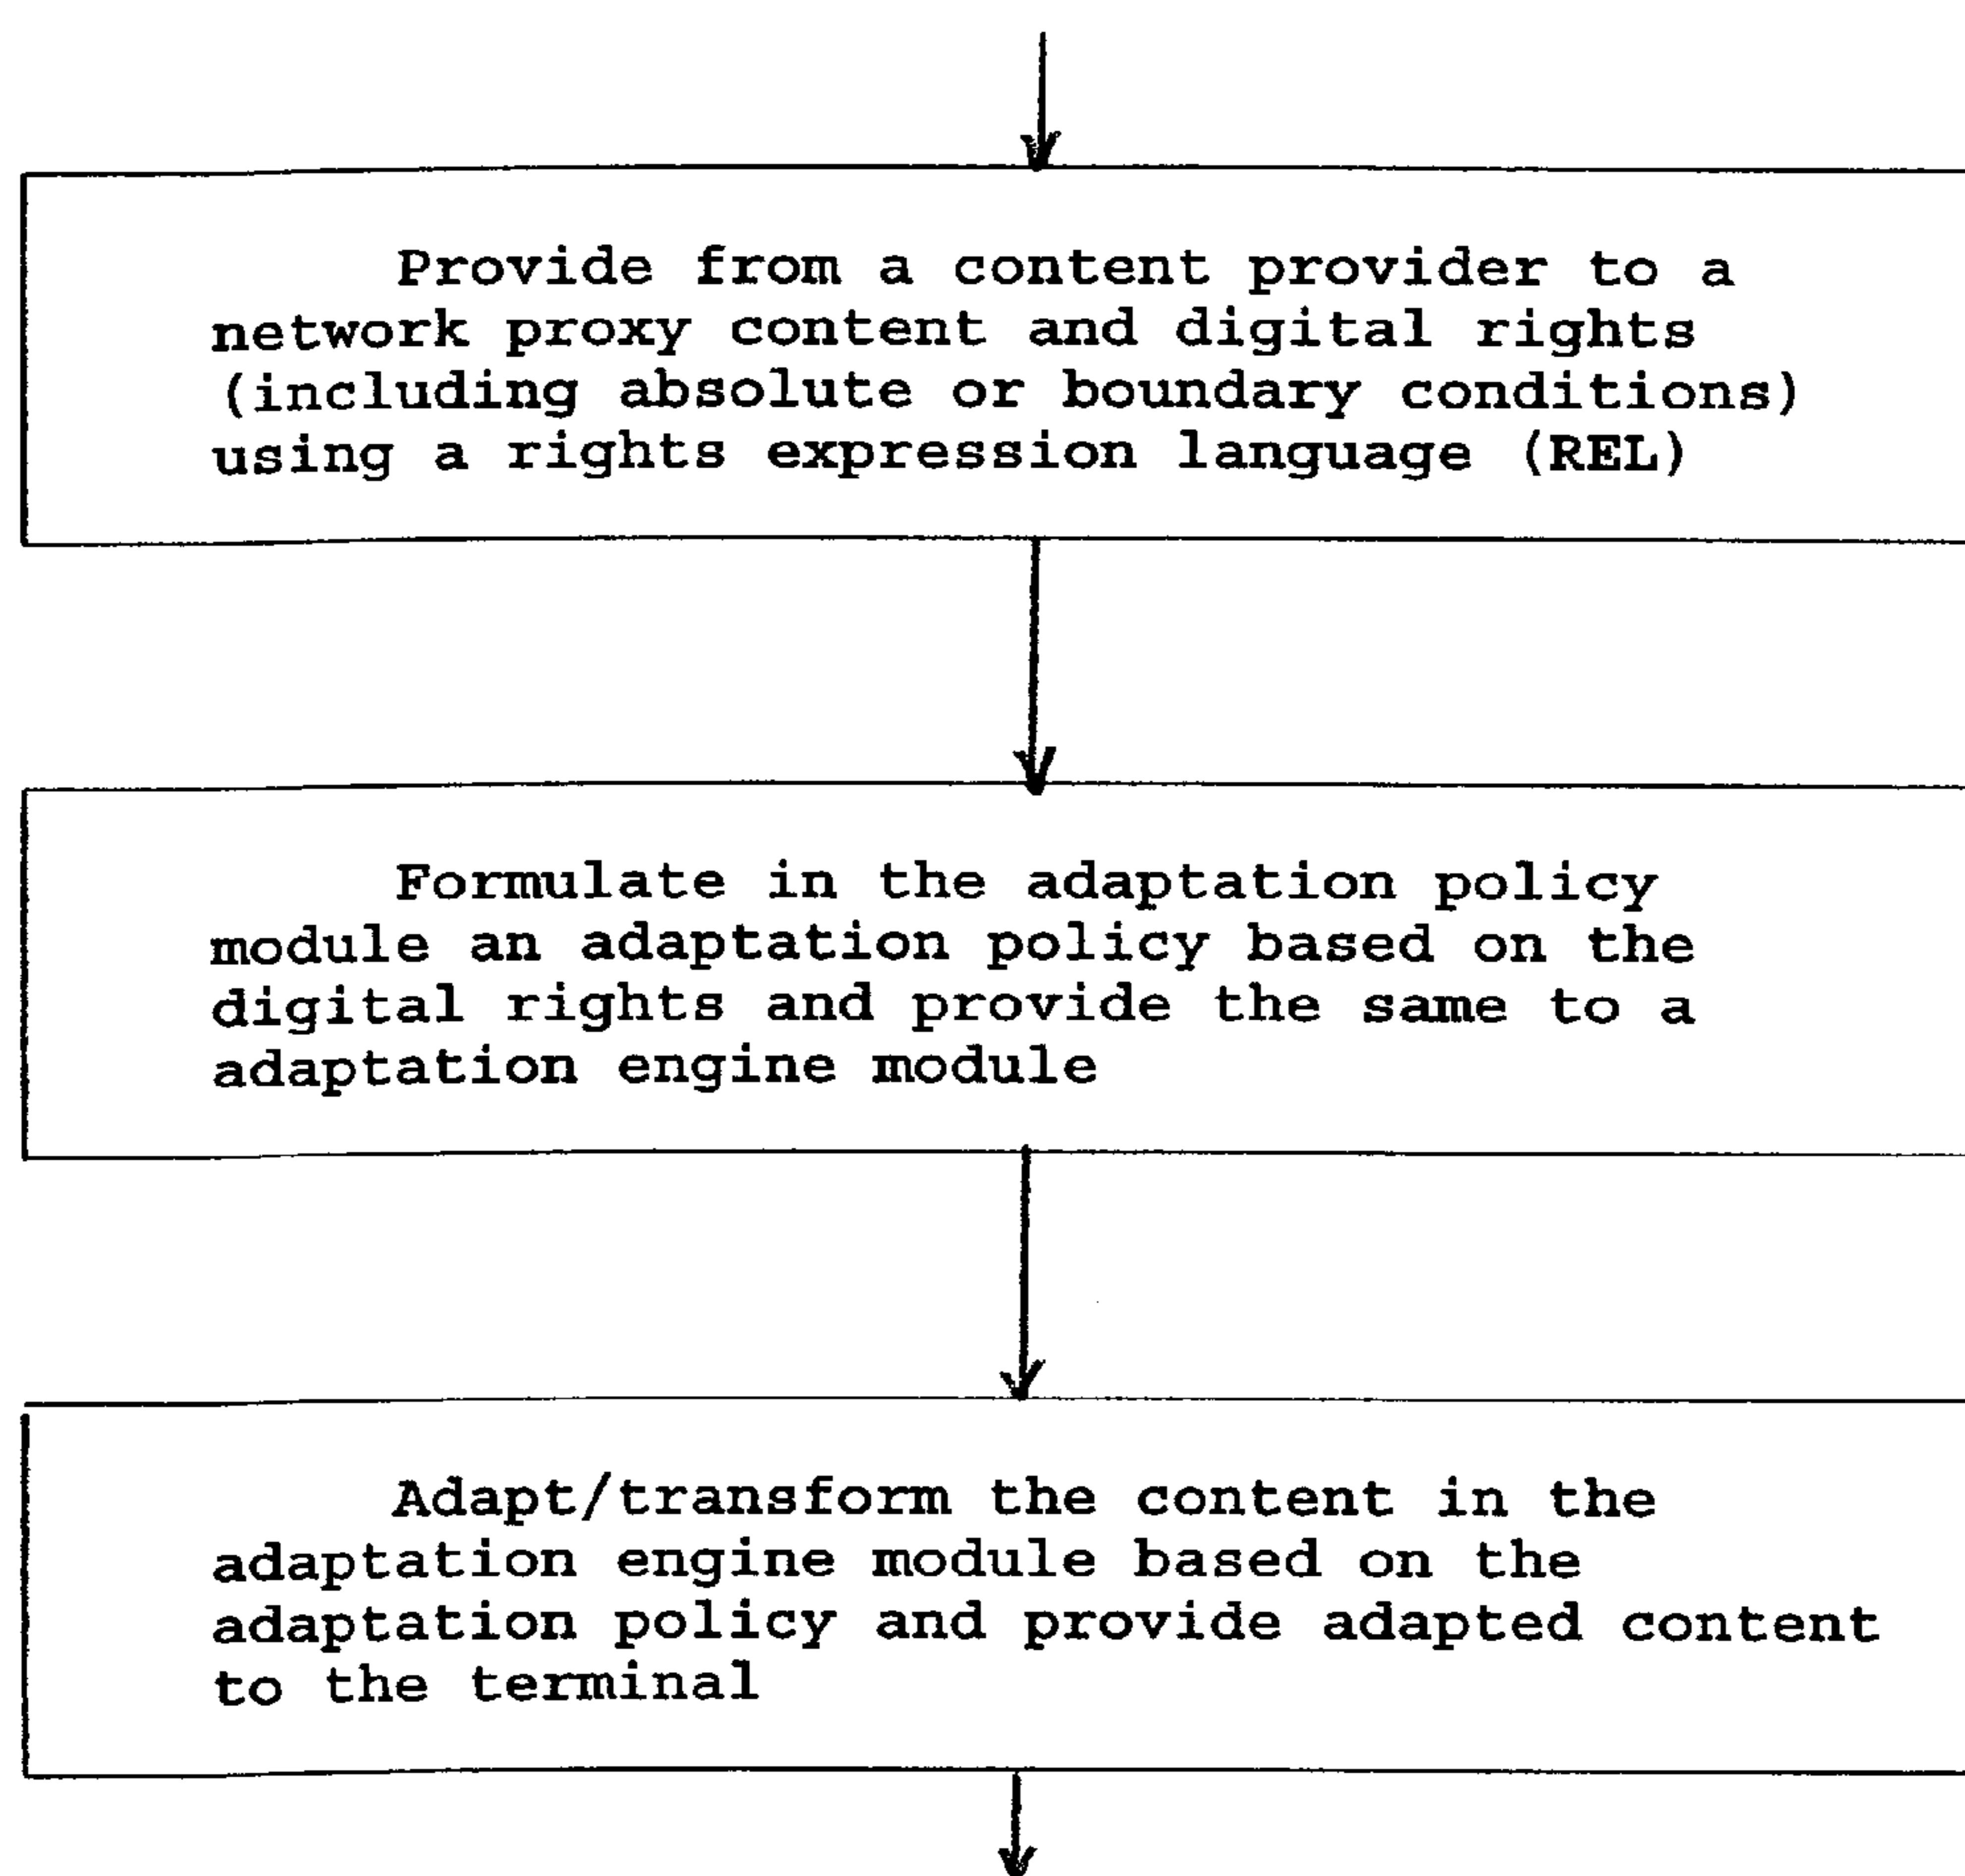 Provide from a content provider to a
network proxy content and digital rights
(including absolute or boundary conditions)
using a rights expression language (REL)
Formulate in the adaptation policy
module an adaptation policy based on the
digital rights and provide the same to a
adaptation engine module
Adapt/transform the content in the
adaptation engine module based on the
adaptation policy and provide adapted content
to the terminal